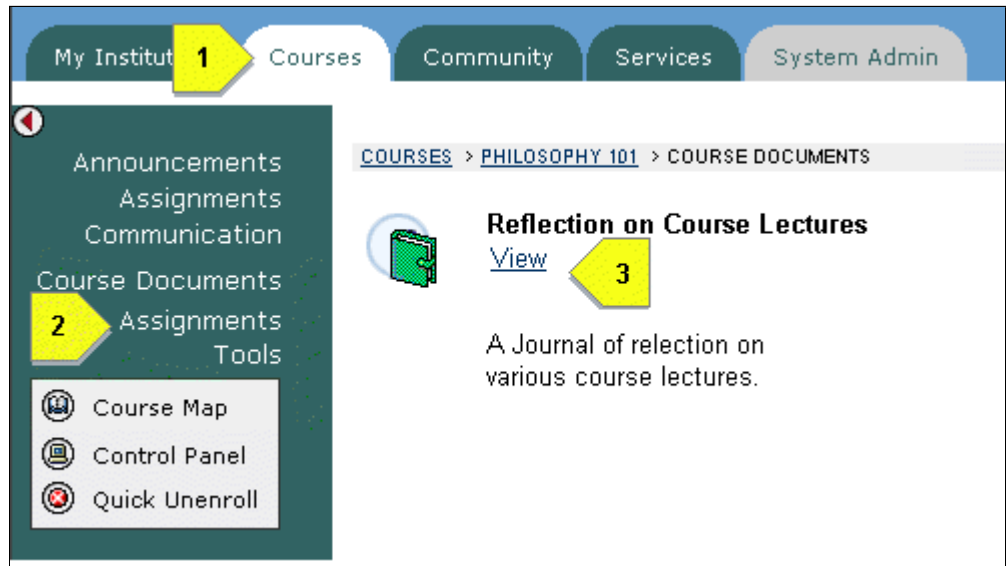 My Institut 1 Courses Community Services System Admin
COURSES > PHILOSOPHY 101 > COURSE DOCUMENTS
Announcements
Assignments
Communication
Course Documents
2 Assignments
Tools
Course Map
Control Panel
Quick Unenroll
Reflection on Course Lectures
View 3
A Journal of relection on
various course lectures.